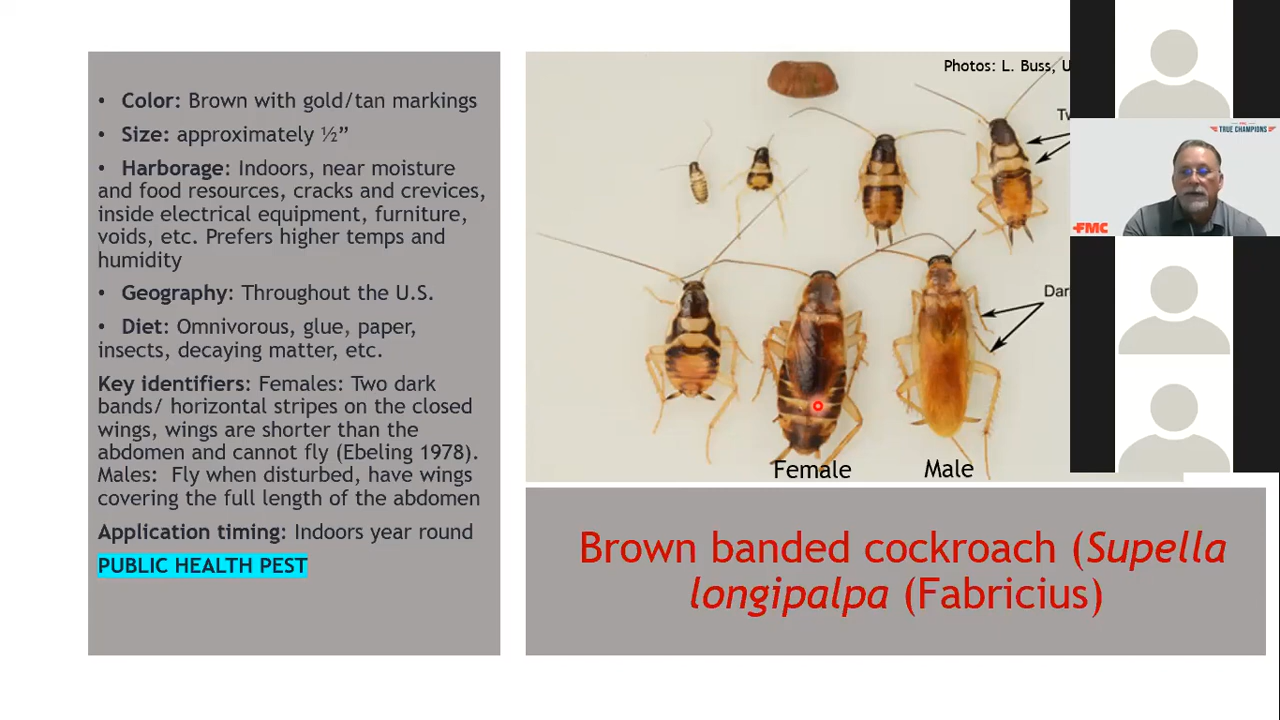 • Color: Brown with gold/tan markings
• Size: approximately ½”
• Harborage: Indoors, near moisture
and food resources, cracks and crevices,
inside electrical equipment, furniture,
voids, etc. Prefers higher temps and
humidity
• Geography: Throughout the U.S.
• Diet: Omnivorous, glue, paper,
insects, decaying matter, etc.
Key identifiers: Females: Two dark
bands/ horizontal stripes on the closed
wings, wings are shorter than the
abdomen and cannot fly (Ebeling 1978).
Males: Fly when disturbed, have wings
covering the full length of the abdomen
Application timing: Indoors year round
PUBLIC HEALTH PEST
Photos: L. Buss, U
Tw
Dar
Female Male
Brown banded cockroach (Supella
longipalpa (Fabricius)
TRUE CHAMPIONS
FMC